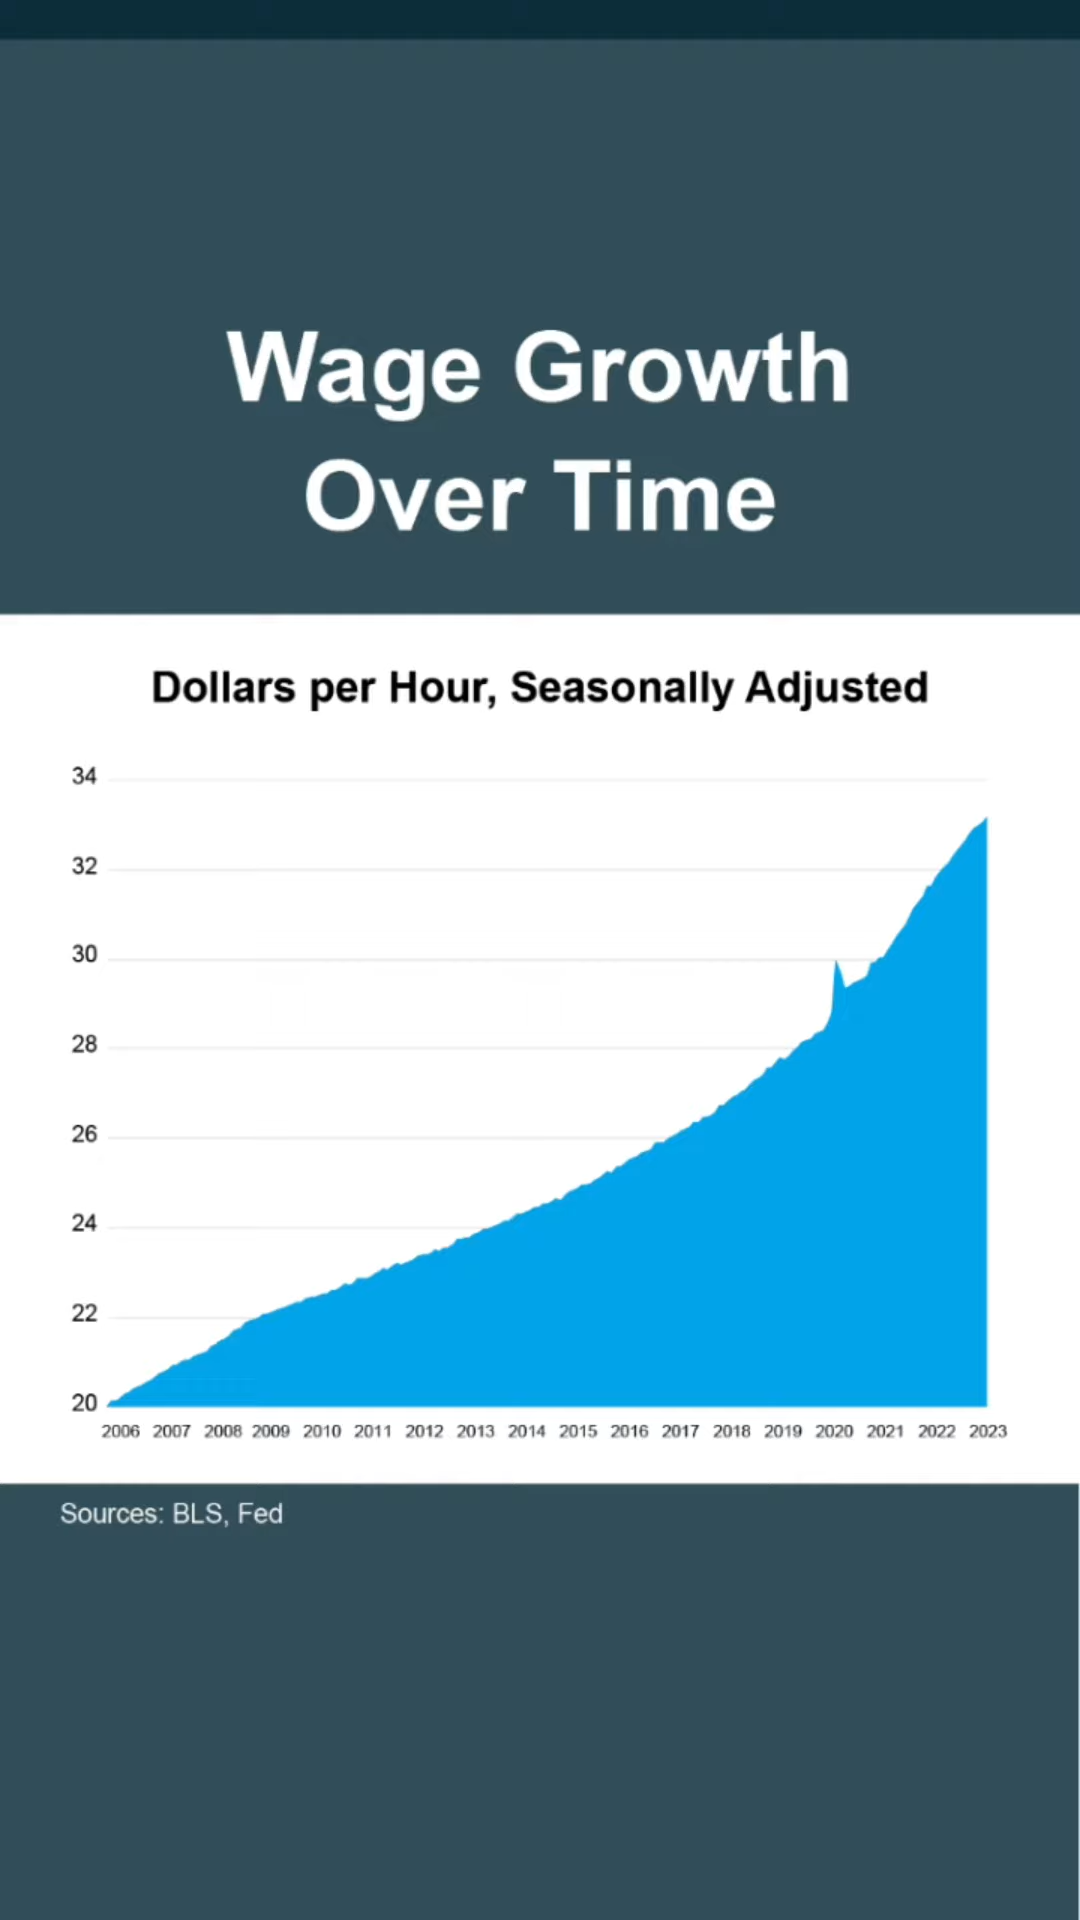 Wage Growth
Over Time
Dollars per Hour, Seasonally Adjusted
34
32
30
28
26
24
22
20
2006 2007 2008 2009 2010 2011 2012 2013 2014 2015 2016 2017 2018 2019 2020 2021 2022 2023
Sources: BLS, Fed